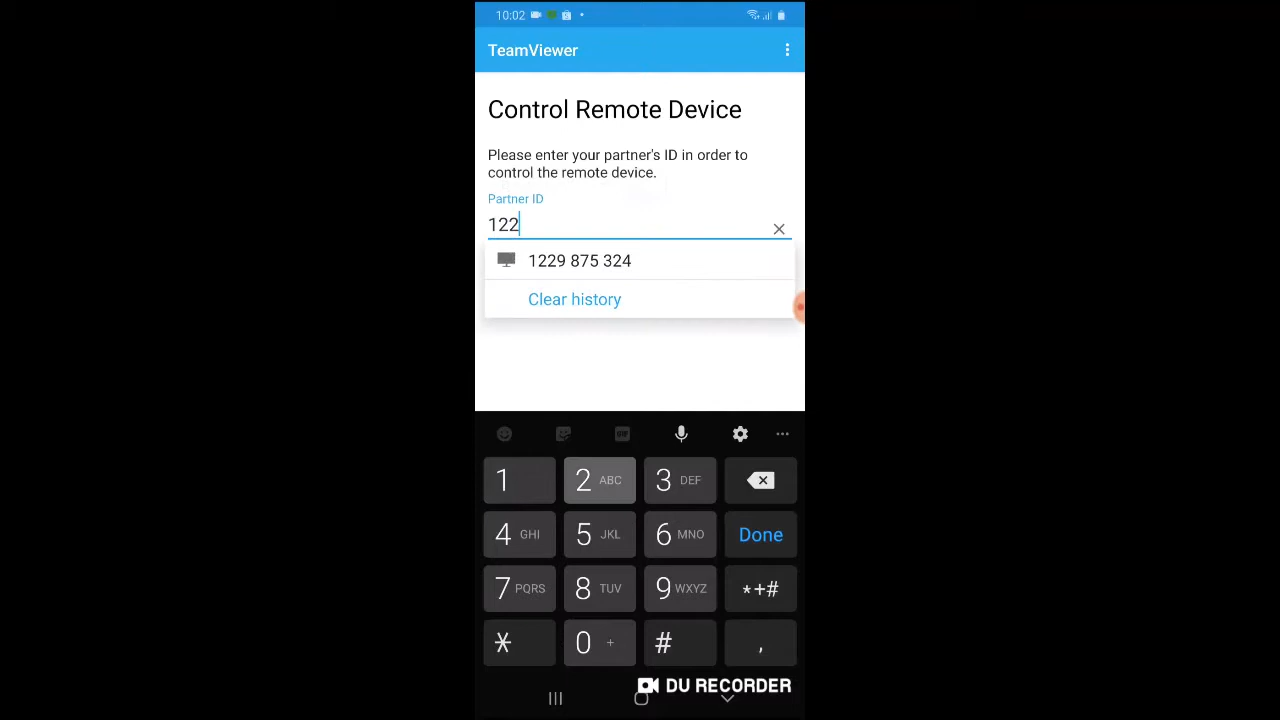 10:02
TeamViewer
Control Remote Device
Please enter your partner's ID in order to
control the remote device.
Partner ID
122
1229 875 324
Clear history
GIF
1 2 ABC 3 DEF
4 GHI 5 JKL 6 MNO Done
7 PQRS 8 TUV 9 WXYZ *+#
* 0 + # ,
DU RECORDER